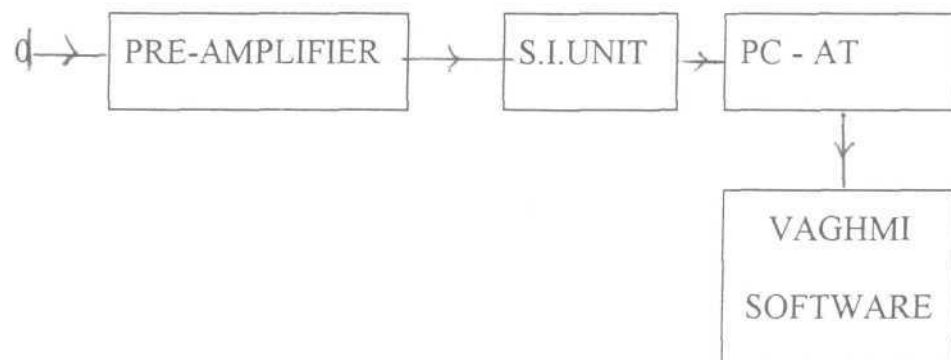 PRE-AMPLIFIER
S.I.UNIT
PC - AT
VAGHMI
SOFTWARE